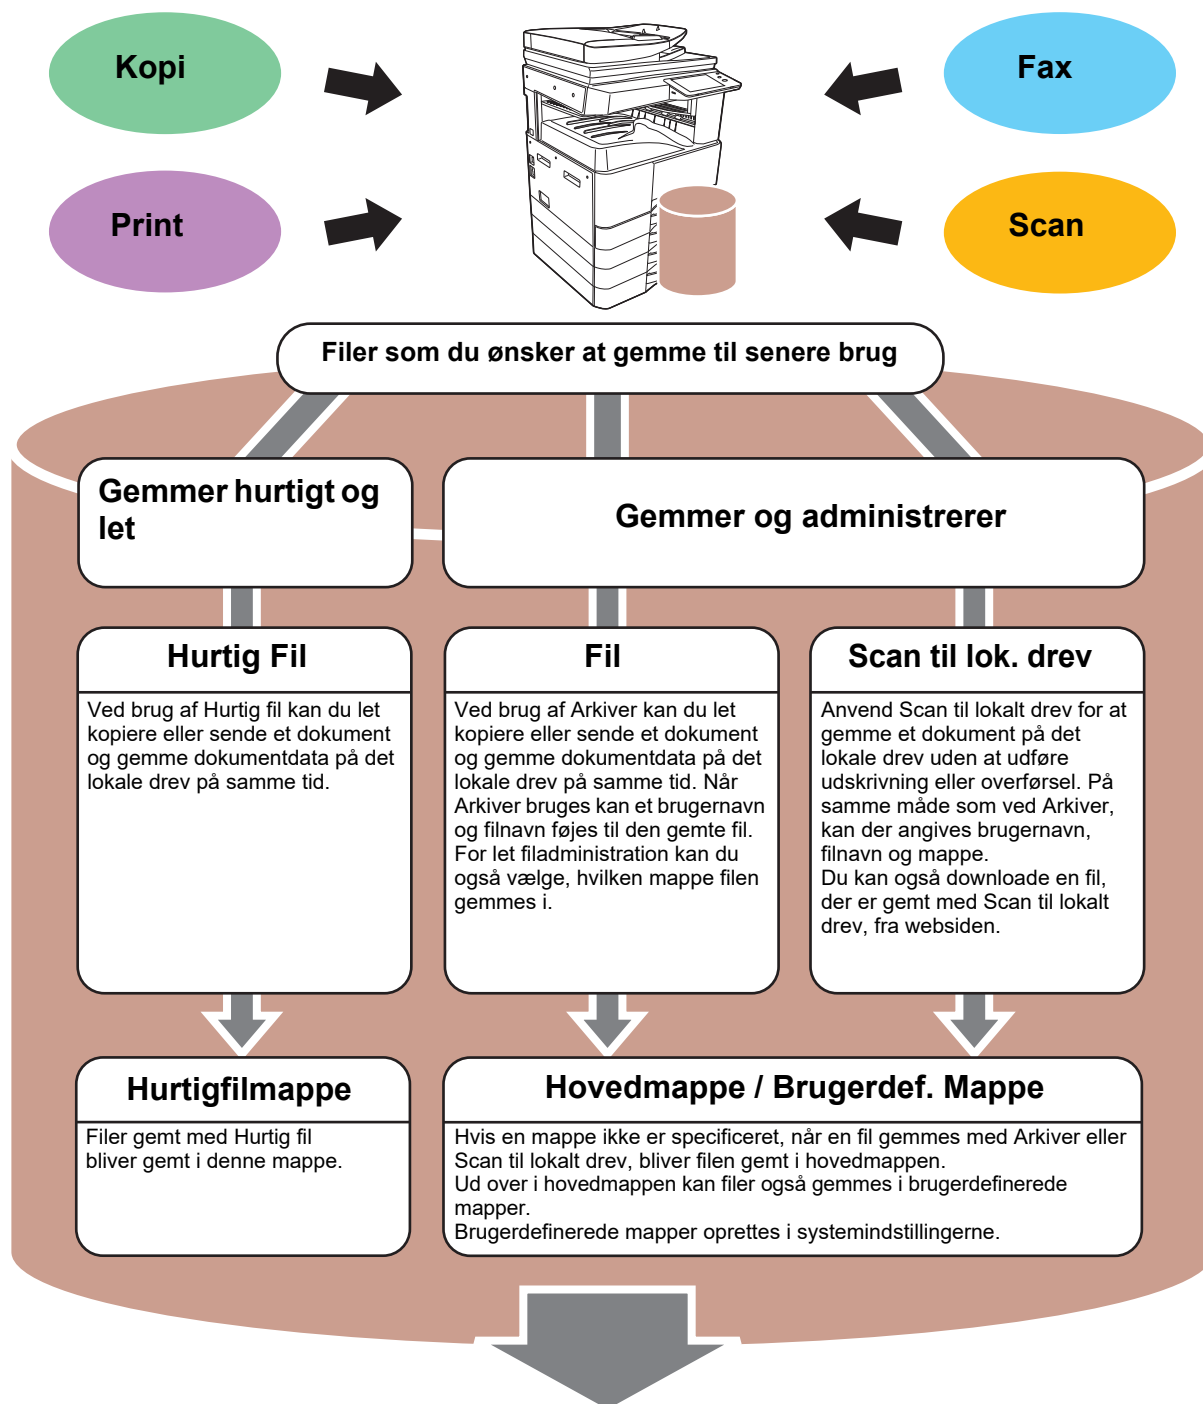 Kopi
Fax
Print
Scan
Filer som du ønsker at gemme til senere brug
Gemmer hurtigt og
let
Gemmer og administrerer
Hurtig Fil
Ved brug af Hurtig fil kan du let
kopiere eller sende et dokument
og gemme dokumentdata på det
lokale drev på samme tid.
Fil
Ved brug af Arkiver kan du let
kopiere eller sende et dokument
og gemme dokumentdata på det
lokale drev på samme tid. Når
Arkiver bruges kan et brugernavn
og filnavn føjes til den gemte fil.
For let filadministration kan du
også vælge, hvilken mappe filen
gemmes i.
Scan til lok. drev
Anvend Scan til lokalt drev for at
gemme et dokument på det
lokale drev uden at udføre
udskrivning eller overførsel. På
samme måde som ved Arkiver,
kan der angives brugernavn,
filnavn og mappe.
Du kan også downloade en fil,
der er gemt med Scan til lokalt
drev, fra websiden.
Hurtigfilmappe
Filer gemt med Hurtig fil
bliver gemt i denne mappe.
Hovedmappe / Brugerdef. Mappe
Hvis en mappe ikke er specificeret, når en fil gemmes med Arkiver eller
Scan til lokalt drev, bliver filen gemt i hovedmappen.
Ud over i hovedmappen kan filer også gemmes i brugerdefinerede
mapper.
Brugerdefinerede mapper oprettes i systemindstillingerne.